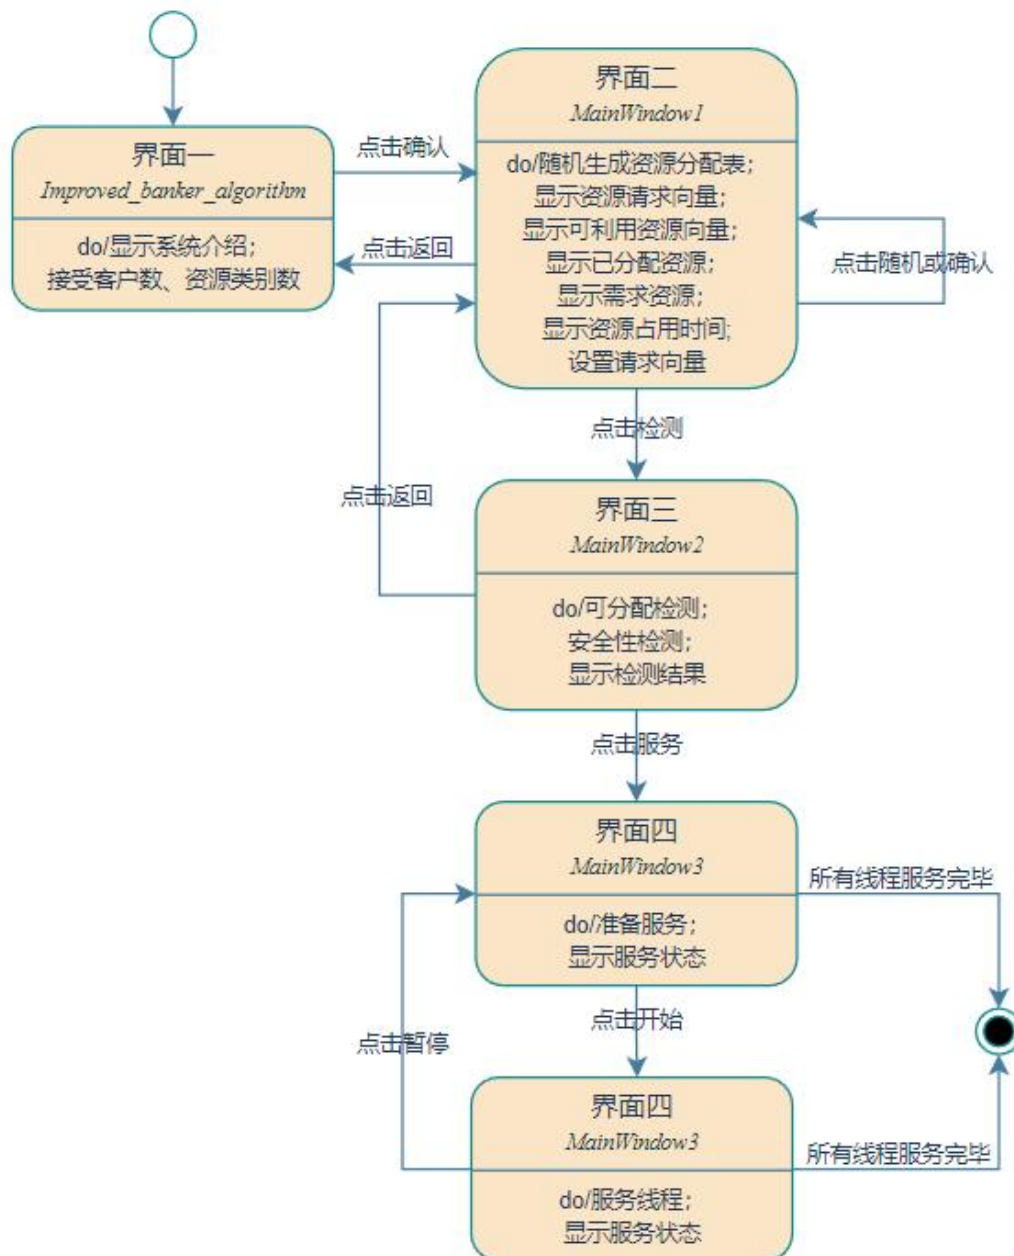 界面一
Improved_banker_algorithm
do/显示系统介绍；
接受客户数、资源类别数
点击确认
点击返回
界面二
MainWindow1
do/随机生成资源分配表；
显示资源请求向量；
显示可利用资源向量；
显示已分配资源；
显示需求资源；
显示资源占用时间;
设置请求向量
点击随机或确认
点击检测
点击返回
界面三
MainWindow2
do/可分配检测；
安全性检测；
显示检测结果
点击服务
界面四
MainWindow3
do/准备服务；
显示服务状态
所有线程服务完毕
点击开始
点击暂停
界面四
MainWindow3
do/服务线程；
显示服务状态
所有线程服务完毕